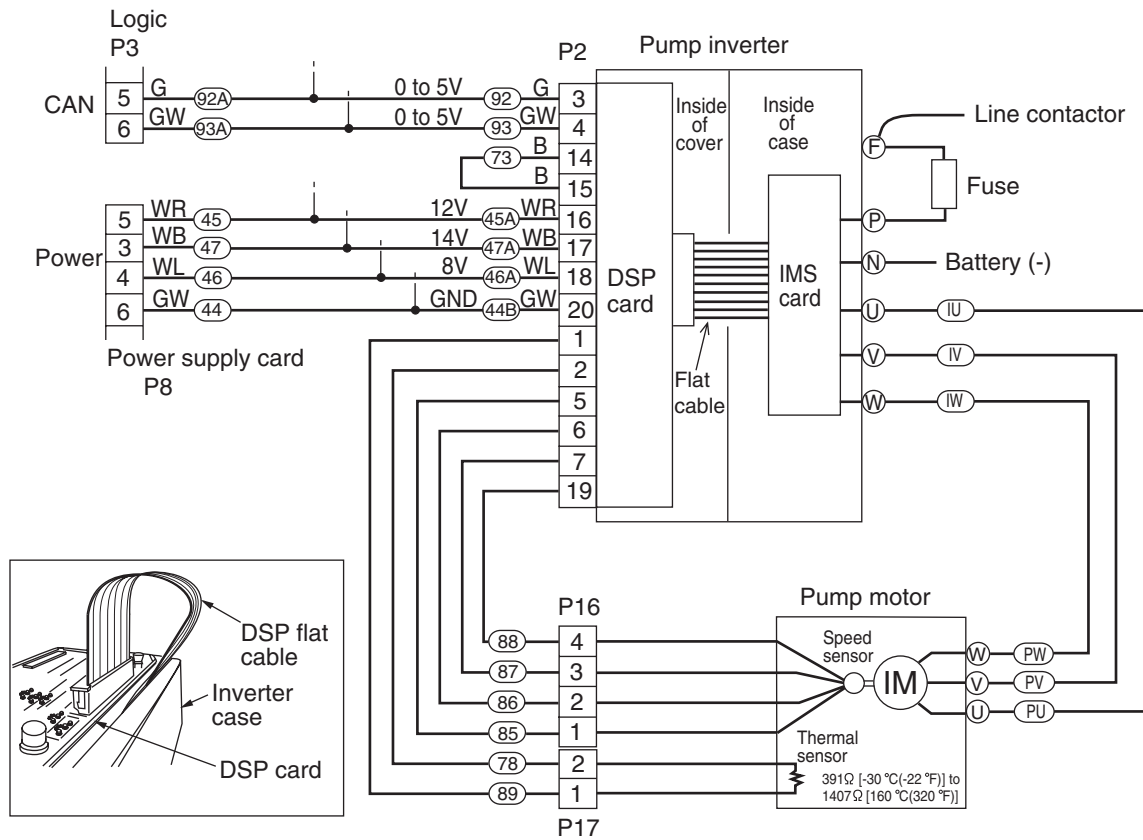 Logic
P3
P2
Pump inverter
CAN
5 G 92A 0 to 5V 92 G 3
6 GW 93A 0 to 5V 93 GW 4
73 B 14
B 15
Inside of cover
Inside of case
F
Line contactor
Fuse
P
Power
5 WR 45 12V 45A WR 16
3 WB 47 14V 47A WB 17
4 WL 46 8V 46A WL 18
6 GW 44 GND 44B GW 20
DSP card
IMS card
N Battery (-)
U IU
V IV
W IW
Power supply card
P8
1
2
5
6
7
19
Flat cable
P16
Pump motor
88 4
87 3
86 2
85 1
78 2
89 1
P17
Speed sensor
IM
W PW
V PV
U PU
Thermal sensor
391Ω [-30 °C(-22 °F)] to
1407Ω [160 °C(320 °F)]
DSP flat cable
Inverter case
DSP card